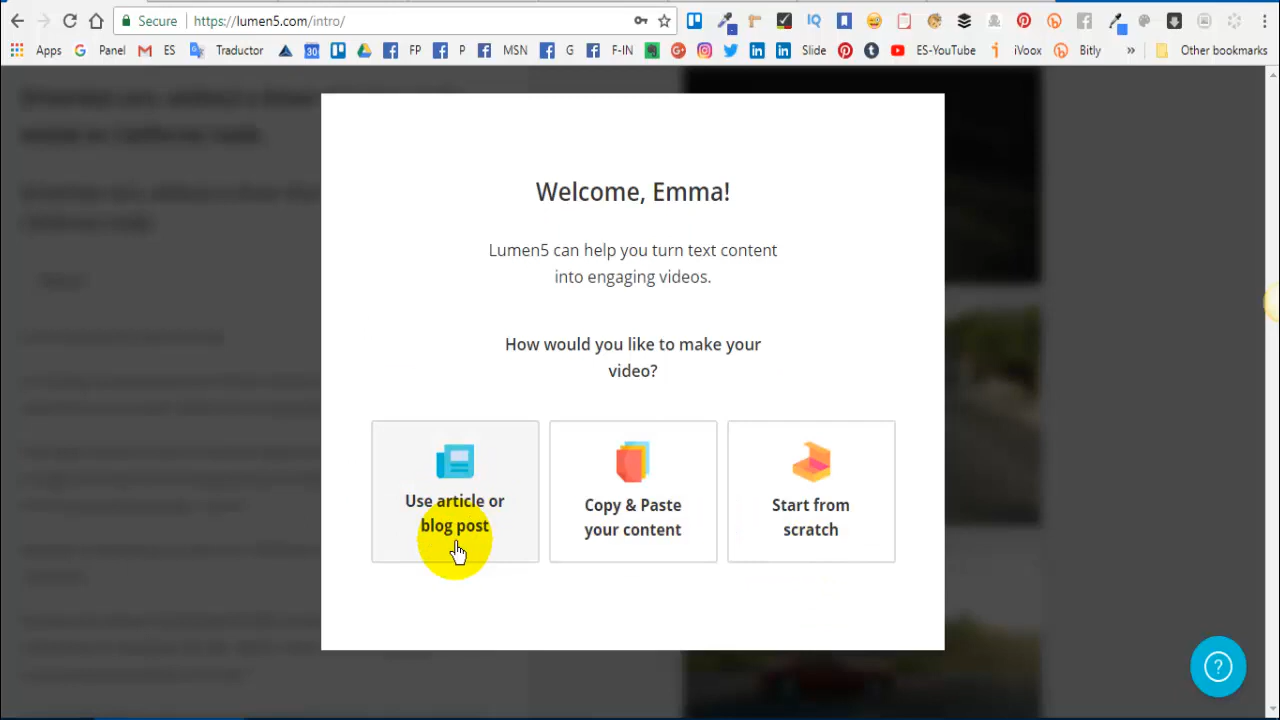 Secure https://lumen5.com/intro/
Apps Panel ES Traductor 30 FP P MSN G F-IN Slide ES-YouTube iVoox Bitly » Other bookmarks
Welcome, Emma!
Lumen5 can help you turn text content
into engaging videos.
How would you like to make your
video?
Use article or
blog post
Copy & Paste
your content
Start from
scratch